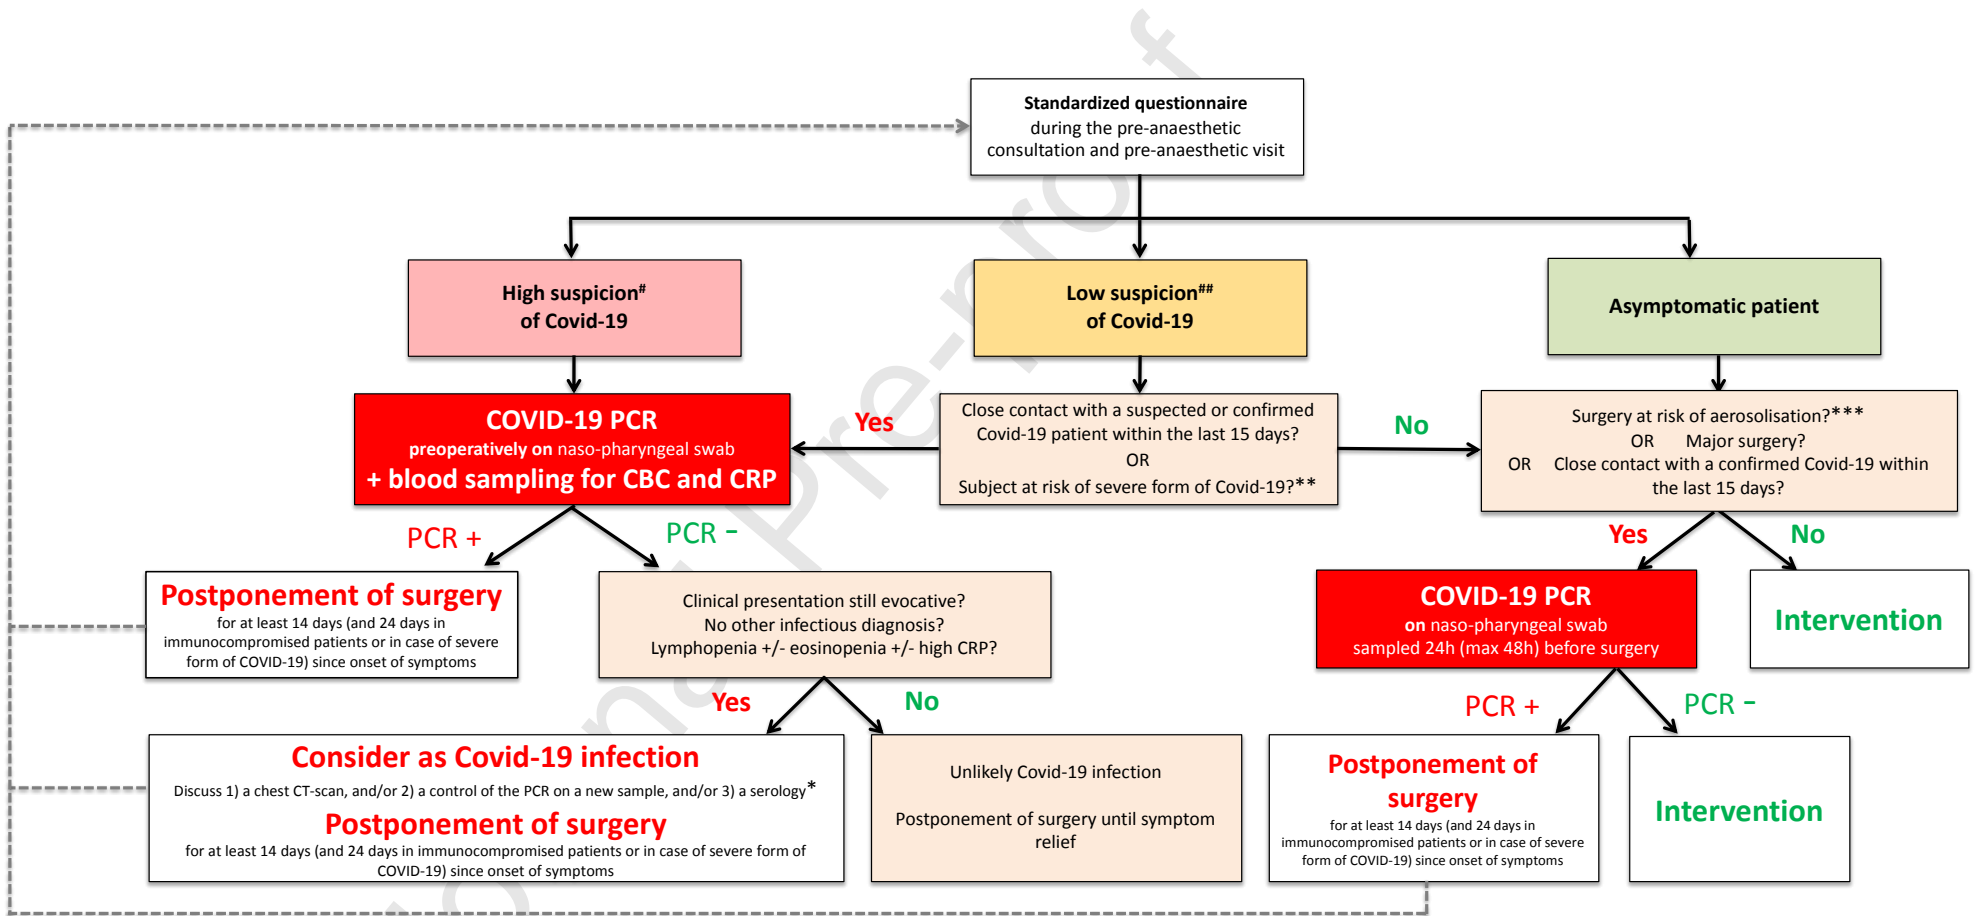 Standardized questionnaire
during the pre-anaesthetic
consultation and pre-anaesthetic visit
High suspicion#
of Covid-19
Low suspicion##
of Covid-19
Asymptomatic patient
COVID-19 PCR
preoperatively on naso-pharyngeal swab
+ blood sampling for CBC and CRP
Yes
Close contact with a suspected or confirmed
Covid-19 patient within the last 15 days?
OR
Subject at risk of severe form of Covid-19?**
No
Surgery at risk of aerosolisation?***
OR Major surgery?
OR Close contact with a confirmed Covid-19 within
the last 15 days?
PCR +
PCR -
Yes
No
Postponement of surgery
for at least 14 days (and 24 days in
immunocompromised patients or in case of severe
form of COVID-19) since onset of symptoms
Clinical presentation still evocative?
No other infectious diagnosis?
Lymphopenia +/- eosinopenia +/- high CRP?
COVID-19 PCR
on naso-pharyngeal swab
sampled 24h (max 48h) before surgery
Intervention
Yes
No
PCR +
PCR -
Consider as Covid-19 infection
Discuss 1) a chest CT-scan, and/or 2) a control of the PCR on a new sample, and/or 3) a serology*
Postponement of surgery
for at least 14 days (and 24 days in immunocompromised patients or in case of severe form of
COVID-19) since onset of symptoms
Unlikely Covid-19 infection
Postponement of surgery until symptom
relief
Postponement of
surgery
for at least 14 days (and 24 days in
immunocompromised patients or in case of severe
form of COVID-19) since onset of symptoms
Intervention
Pre-proof